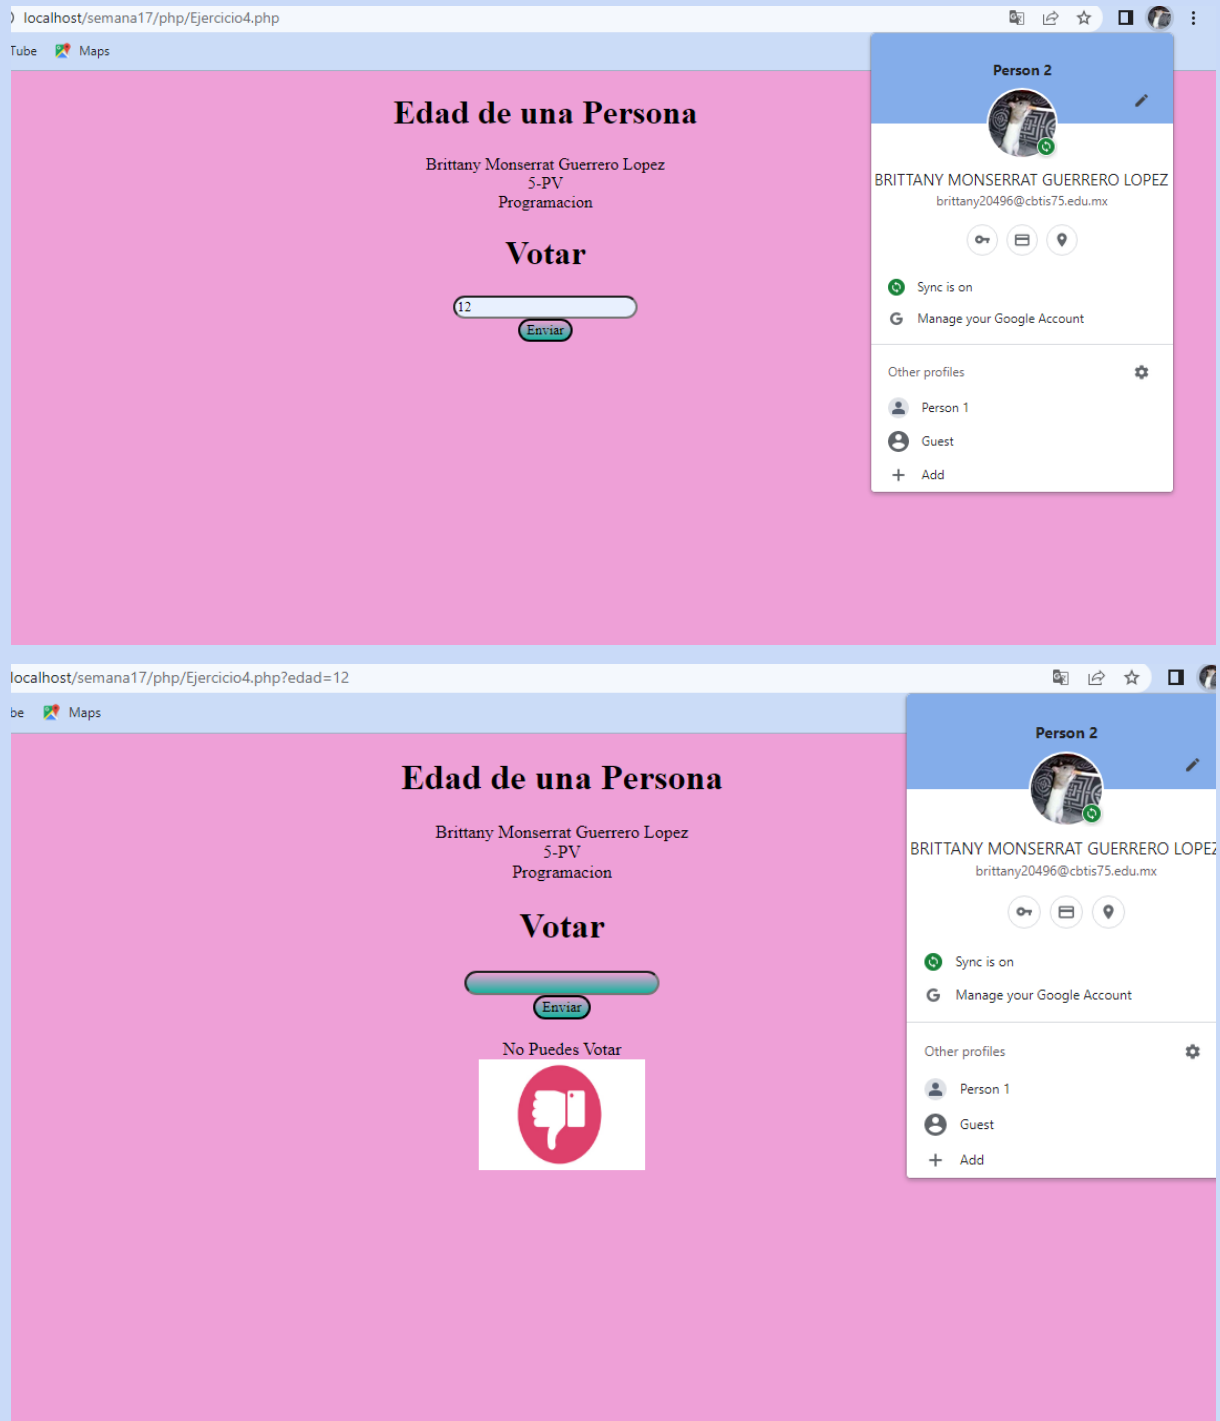 localhost/semana17/php/Ejercicio4.php
Tube Maps
Person 2
Edad de una Persona
Brittany Monserrat Guerrero Lopez
5-PV
Programacion
Votar
12
Enviar
BRITTANY MONSERRAT GUERRERO LOPEZ
brittany20496@cbtis75.edu.mx
Sync is on
G Manage your Google Account
Other profiles
Person 1
Guest
Add
localhost/semana17/php/Ejercicio4.php?edad=12
be Maps
Person 2
Edad de una Persona
Brittany Monserrat Guerrero Lopez
5-PV
Programacion
Votar
Enviar
No Puedes Votar
BRITTANY MONSERRAT GUERRERO LOPEZ
brittany20496@cbtis75.edu.mx
Sync is on
G Manage your Google Account
Other profiles
Person 1
Guest
Add